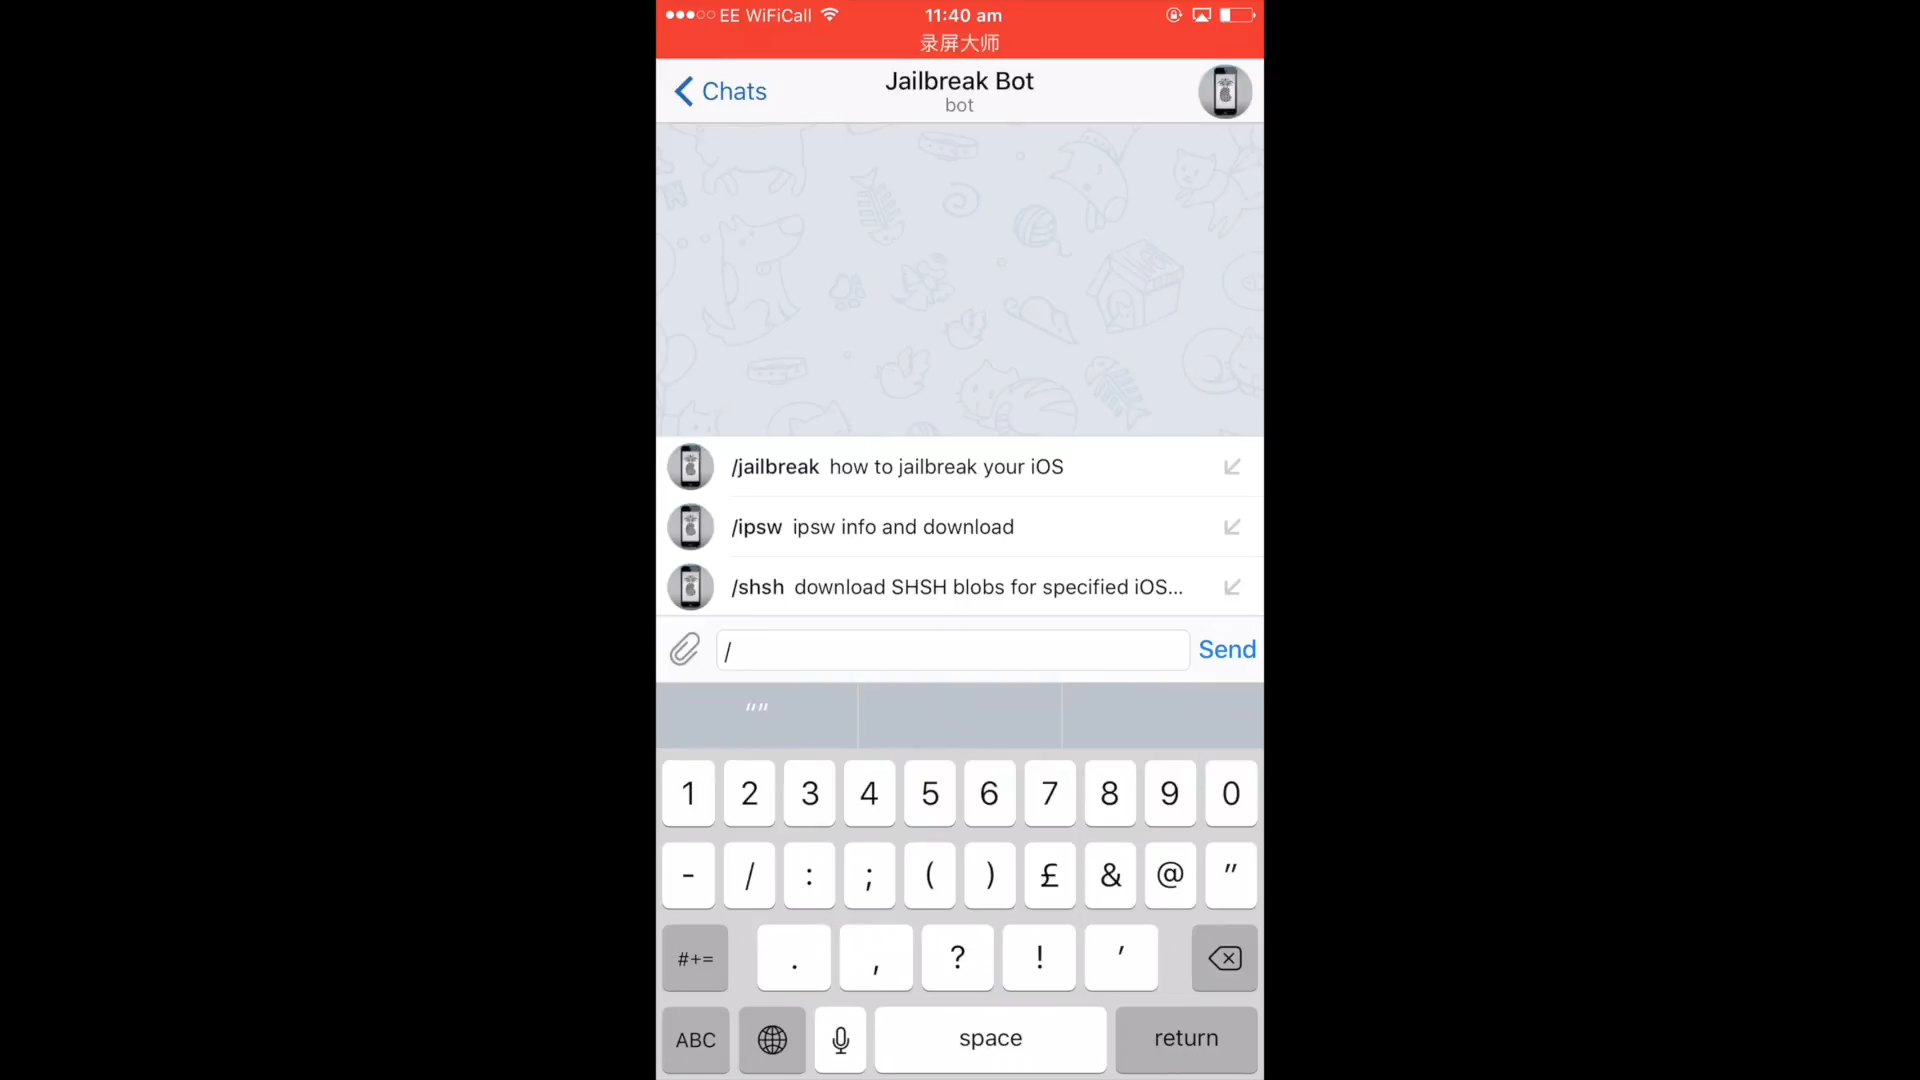 EE WiFiCall 11:40 am
录屏大师
Chats
Jailbreak Bot
bot
/jailbreak how to jailbreak your iOS
/ipsw ipsw info and download
/shsh download SHSH blobs for specified iOS...
/
Send
“”
1 2 3 4 5 6 7 8 9 0
- / : ; ( ) £ & @ "
#+= . , ? ! '
ABC space return